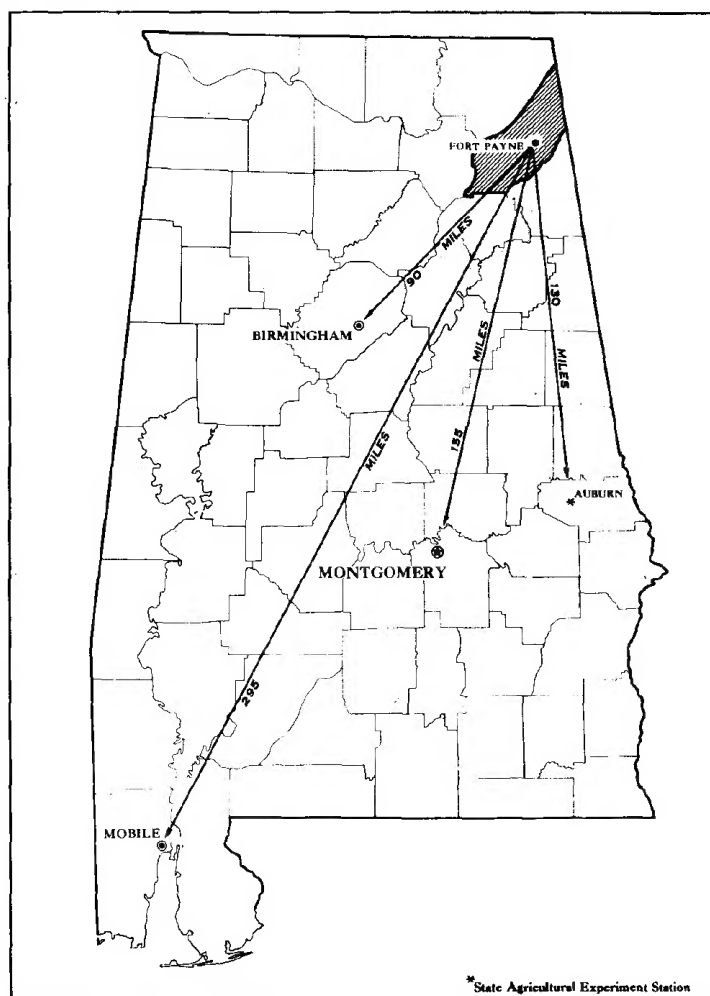 FORT PAYNE
90 MILES
BIRMINGHAM
130 MILES
155 MILES
*AUBURN
MONTGOMERY
295 MILES
MOBILE
*State Agricultural Experiment Station